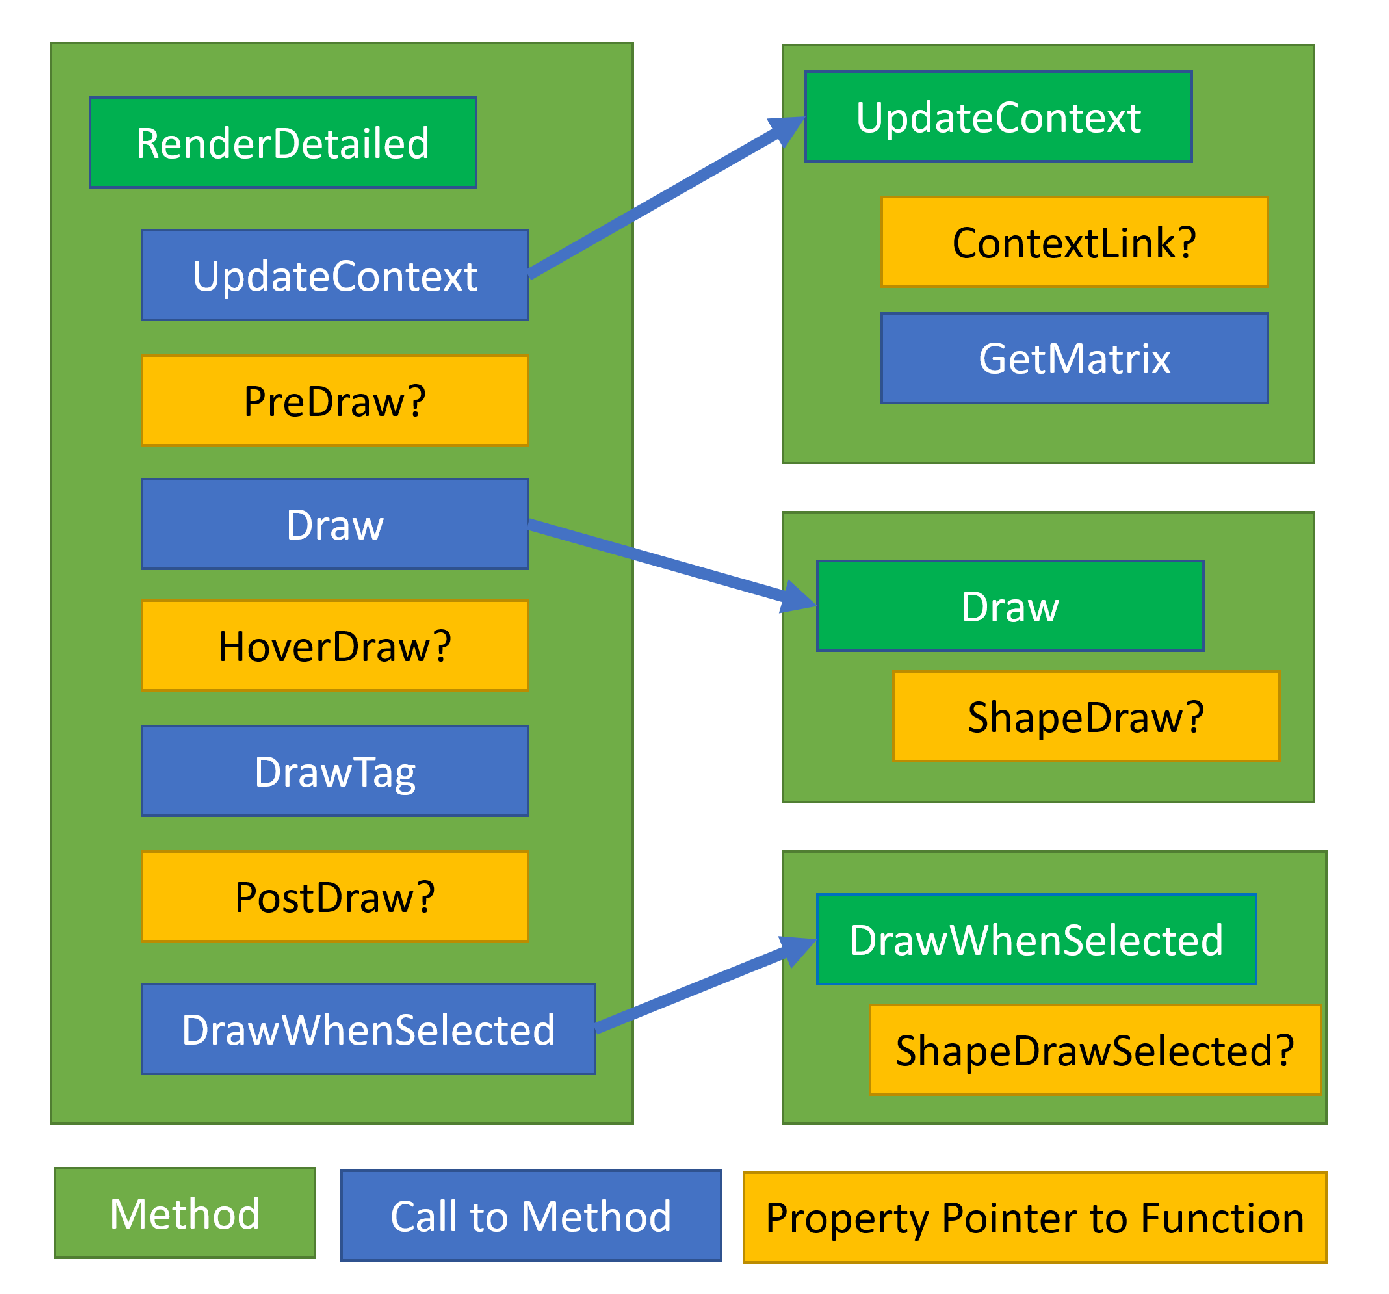 RenderDetailed
UpdateContext
PreDraw?
Draw
HoverDraw?
DrawTag
PostDraw?
DrawWhenSelected
UpdateContext
ContextLink?
GetMatrix
Draw
ShapeDraw?
DrawWhenSelected
ShapeDrawSelected?
Method
Call to Method
Property Pointer to Function